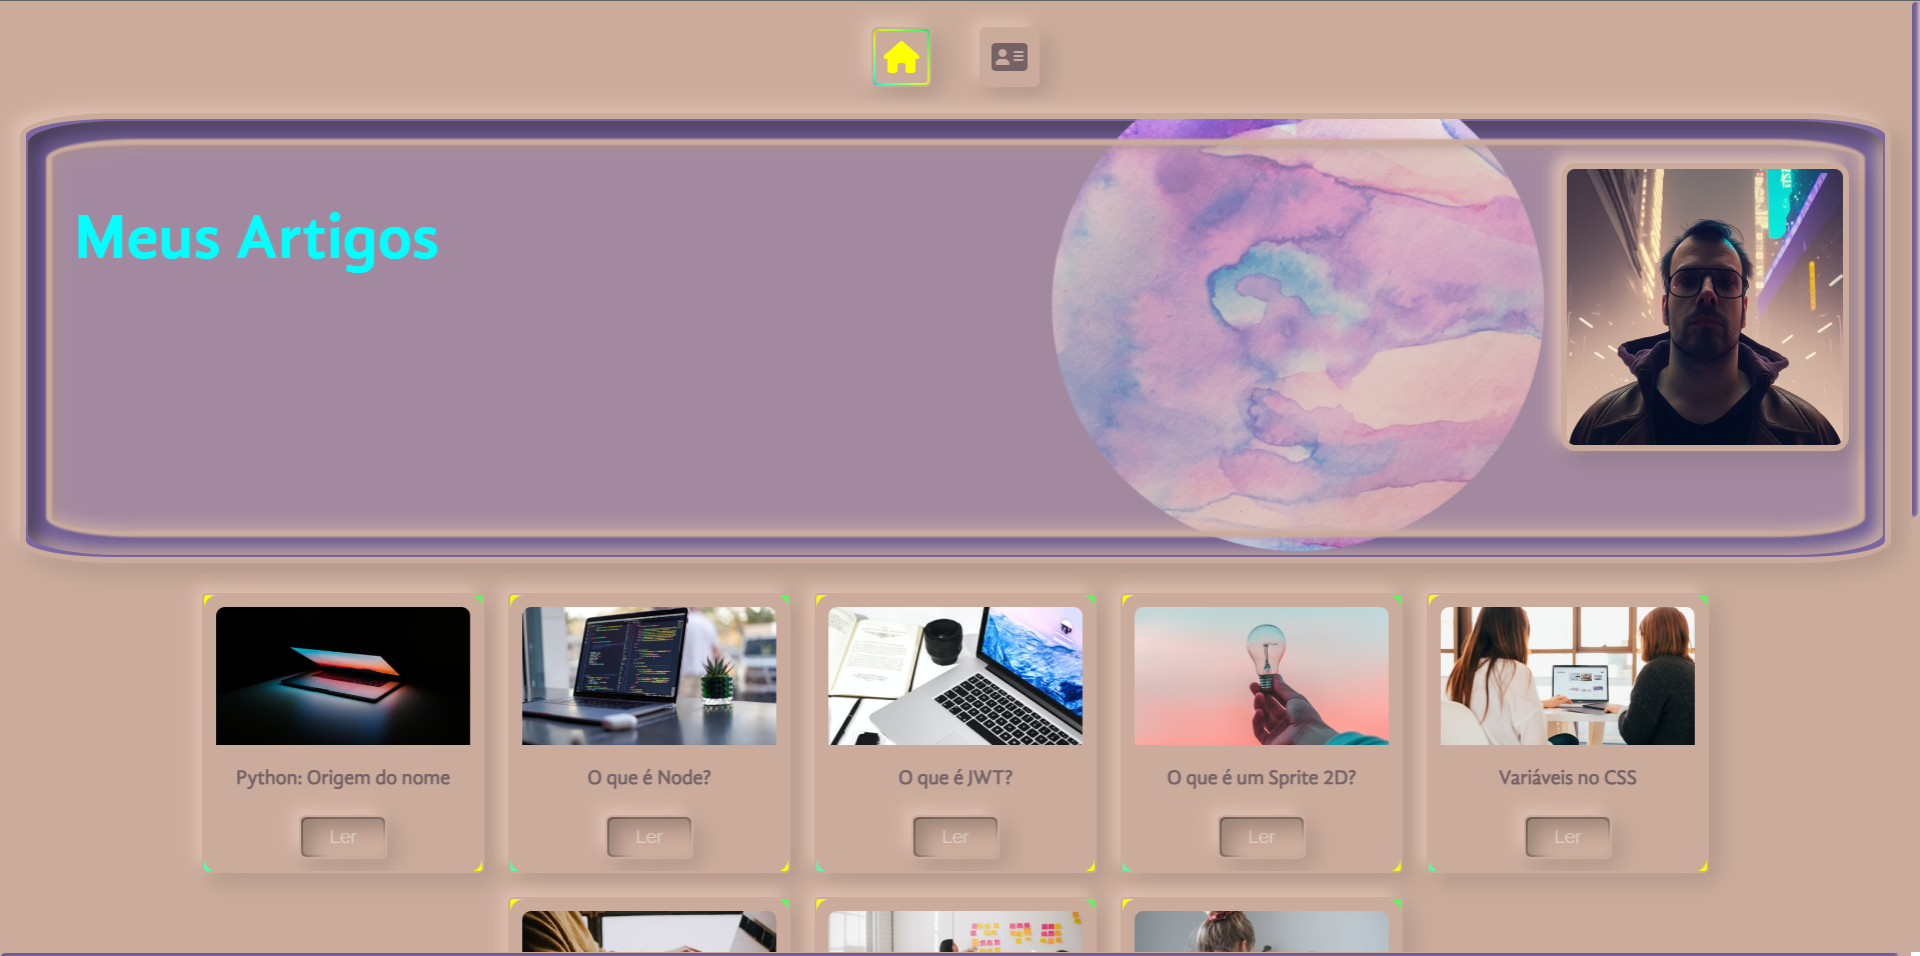 Meus Artigos
Python: Origem do nome
O que é Node?
O que é JWT?
O que é um Sprite 2D?
Variáveis no CSS
Ler
Ler
Ler
Ler
Ler